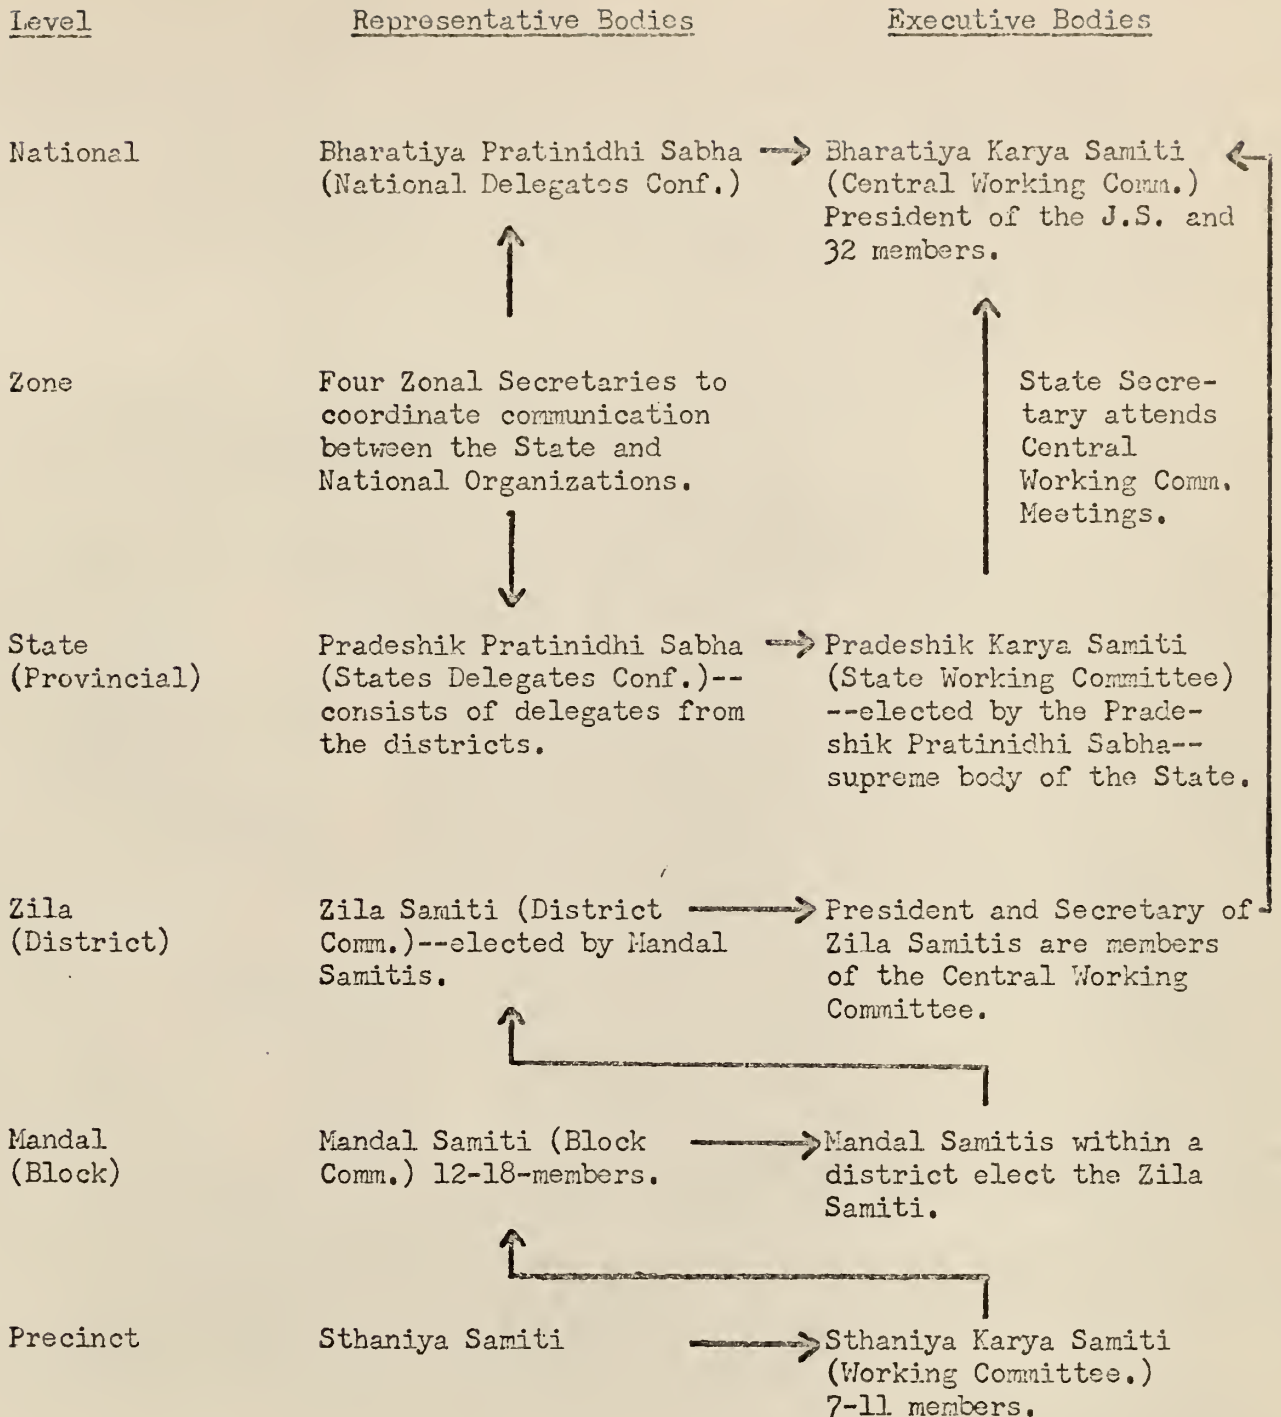 Level Representative Bodies Executive Bodies
National Bharatiya Pratinidhi Sabha Bharatiya Karya Samiti
(National Delegates Conf.) (Central Working Comm.)
President of the J.S. and
32 members.
Zone Four Zonal Secretaries to State Secre-
coordinate communication tary attends
between the State and Central
National Organizations. Working Comm.
Meetings.
State Pradeshik Pratinidhi Sabha Pradeshik Karya Samiti
(Provincial) (States Delegates Conf.)-- (State Working Committee)
consists of delegates from --elected by the Prade-
the districts. shik Pratinidhi Sabha--
supreme body of the State.
Zila Zila Samiti (District President and Secretary of
(District) Comm.)--elected by Mandal Zila Samitis are members
Samitis. of the Central Working
Committee.
Mandal Mandal Samiti (Block Mandal Samitis within a
(Block) Comm.) 12-18-members. district elect the Zila
Samiti.
Precinct Sthaniya Samiti Sthaniya Karya Samiti
(Working Committee.)
7-11 members.